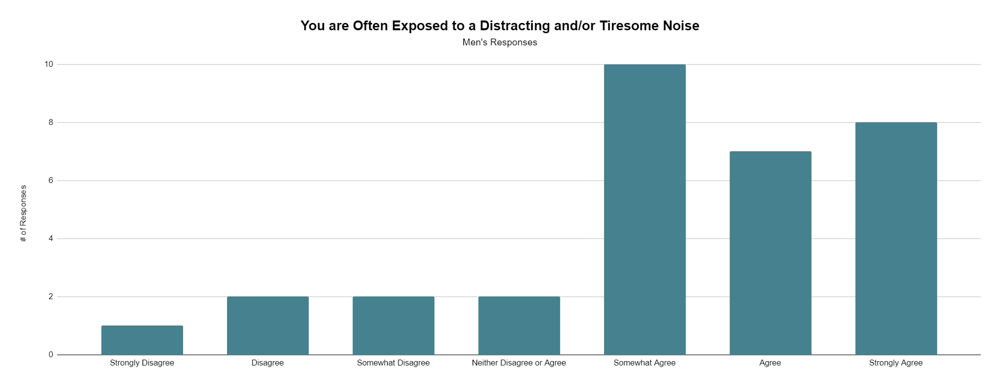 You are Often Exposed to a Distracting and/or Tiresome Noise
Men's Responses
# of Responses
10
8
6
4
2
0
Strongly Disagree
Disagree
Somewhat Disagree
Neither Disagree or Agree
Somewhat Agree
Agree
Strongly Agree